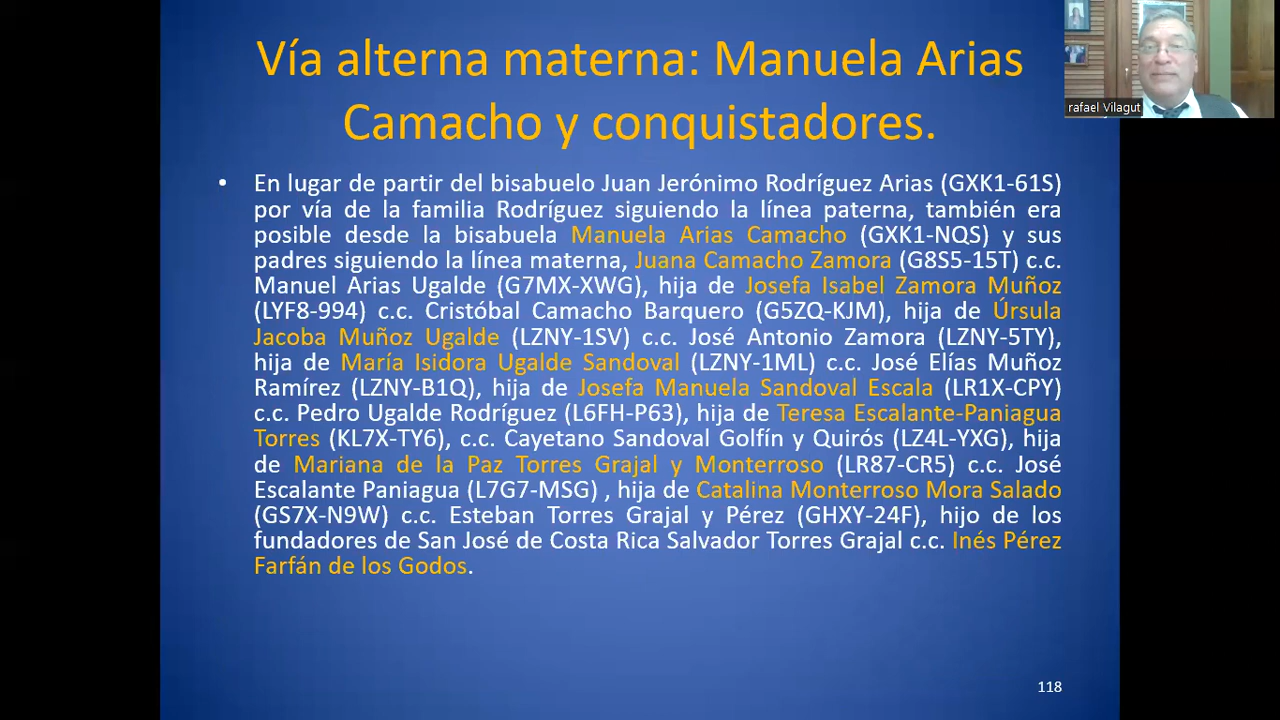 Vía alterna materna: Manuela Arias
Camacho y conquistadores.
rafael Vilagut
• En lugar de partir del bisabuelo Juan Jerónimo Rodríguez Arias (GXK1-61S)
por vía de la familia Rodríguez siguiendo la línea paterna, también era
posible desde la bisabuela Manuela Arias Camacho (GXK1-NQS) y sus
padres siguiendo la línea materna, Juana Camacho Zamora (G8S5-15T) c.c.
Manuel Arias Ugalde (G7MX-XWG), hija de Josefa Isabel Zamora Muñoz
(LYF8-994) c.c. Cristóbal Camacho Barquero (G5ZQ-KJM), hija de Úrsula
Jacoba Muñoz Ugalde (LZNY-1SV) c.c. José Antonio Zamora (LZNY-5TY),
hija de María Isidora Ugalde Sandoval (LZNY-1ML) c.c. José Elías Muñoz
Ramírez (LZNY-B1Q), hija de Josefa Manuela Sandoval Escala (LR1X-CPY)
c.c. Pedro Ugalde Rodríguez (L6FH-P63), hija de Teresa Escalante-Paniagua
Torres (KL7X-TY6), c.c. Cayetano Sandoval Golfín y Quirós (LZ4L-YXG), hija
de Mariana de la Paz Torres Grajal y Monterroso (LR87-CR5) c.c. José
Escalante Paniagua (L7G7-MSG) , hija de Catalina Monterroso Mora Salado
(GS7X-N9W) c.c. Esteban Torres Grajal y Pérez (GHXY-24F), hijo de los
fundadores de San José de Costa Rica Salvador Torres Grajal c.c. Inés Pérez
Farfán de los Godos.
118